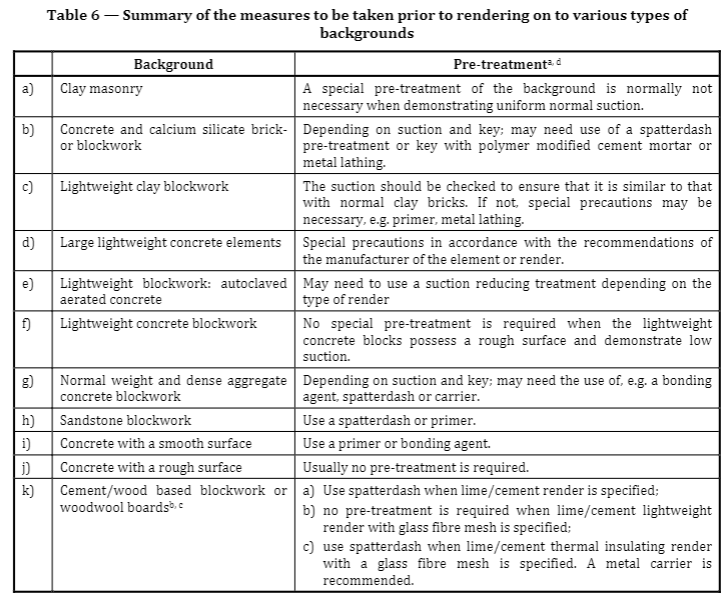 Table 6 — Summary of the measures to be taken prior to rendering on to various types of
backgrounds
Background
Pre-treatmentᵃ, ᵈ
a)
Clay masonry
A special pre-treatment of the background is normally not
necessary when demonstrating uniform normal suction.
b)
Concrete and calcium silicate brick-
or blockwork
Depending on suction and key; may need use of a spatterdash
pre-treatment or key with polymer modified cement mortar or
metal lathing.
c)
Lightweight clay blockwork
The suction should be checked to ensure that it is similar to that
with normal clay bricks. If not, special precautions may be
necessary, e.g. primer, metal lathing.
d)
Large lightweight concrete elements
Special precautions in accordance with the recommendations of
the manufacturer of the element or render.
e)
Lightweight blockwork: autoclaved
aerated concrete
May need to use a suction reducing treatment depending on the
type of render
f)
Lightweight concrete blockwork
No special pre-treatment is required when the lightweight
concrete blocks possess a rough surface and demonstrate low
suction.
g)
Normal weight and dense aggregate
concrete blockwork
Depending on suction and key; may need the use of, e.g. a bonding
agent, spatterdash or carrier.
h)
Sandstone blockwork
Use a spatterdash or primer.
i)
Concrete with a smooth surface
Use a primer or bonding agent.
j)
Concrete with a rough surface
Usually no pre-treatment is required.
k)
Cement/wood based blockwork or
woodwool boardsᵇ, ᶜ
a) Use spatterdash when lime/cement render is specified;
b) no pre-treatment is required when lime/cement lightweight
render with glass fibre mesh is specified;
c) use spatterdash when lime/cement thermal insulating render
with a glass fibre mesh is specified. A metal carrier is
recommended.